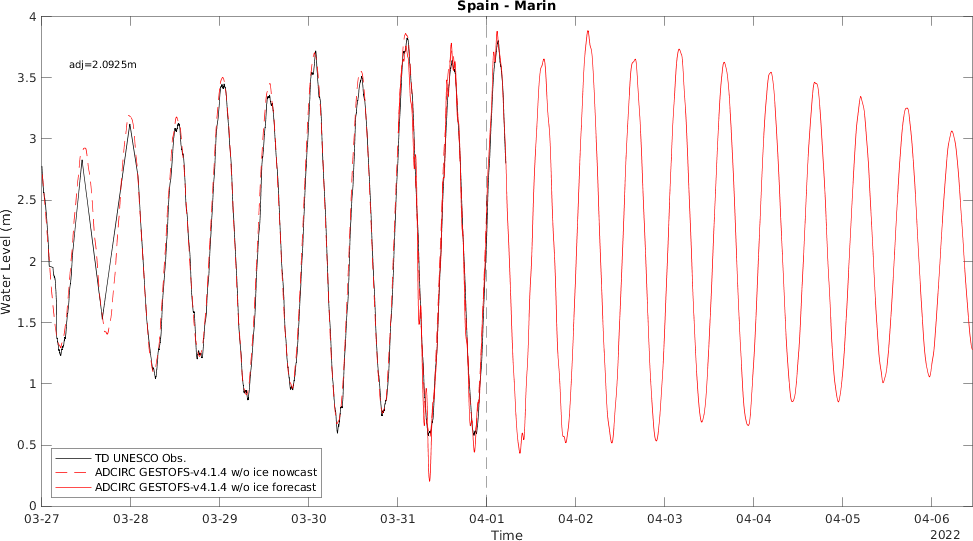 Spain - Marin
adj=2.0925m
Water Level (m)
4
3.5
3
2.5
2
1.5
1
0.5
0
TD UNESCO Obs.
ADCIRC GESTOFS-v4.1.4 w/o ice nowcast
ADCIRC GESTOFS-v4.1.4 w/o ice forecast
03-27 03-28 03-29 03-30 03-31 04-01 04-02 04-03 04-04 04-05 04-06
Time
2022